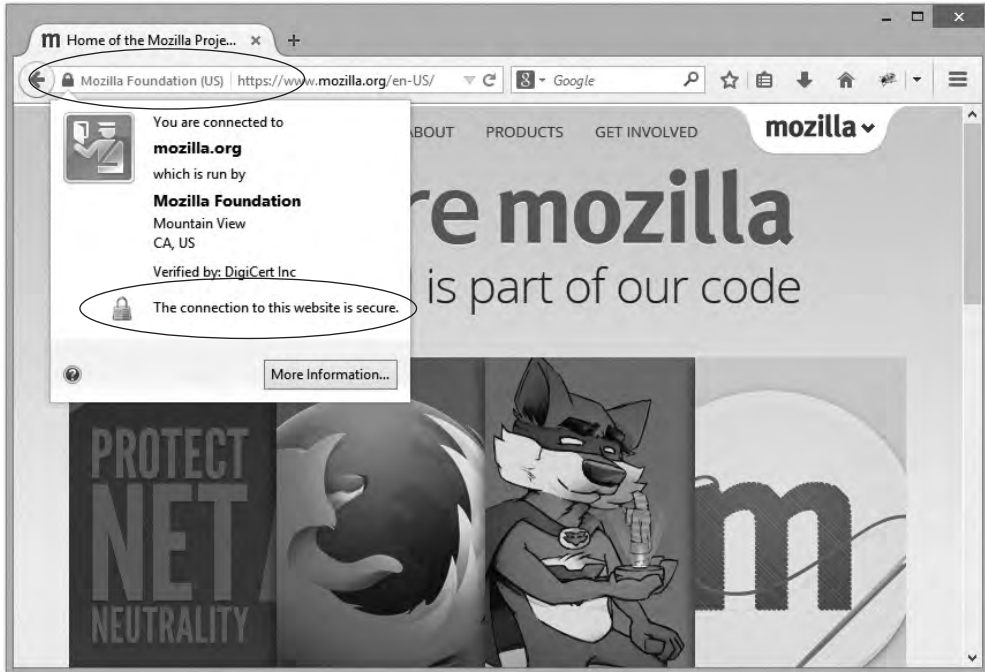 m Home of the Mozilla Proje... × +
Mozilla Foundation (US) https://www.mozilla.org/en-US/ 8 Google
You are connected to
mozilla.org
which is run by
Mozilla Foundation
Mountain View
CA, US
Verified by: DigiCert Inc
The connection to this website is secure.
? More Information...
ABOUT PRODUCTS GET INVOLVED mozilla
re mozilla
is part of our code
PROTECT
NET
NEUTRALITY
m